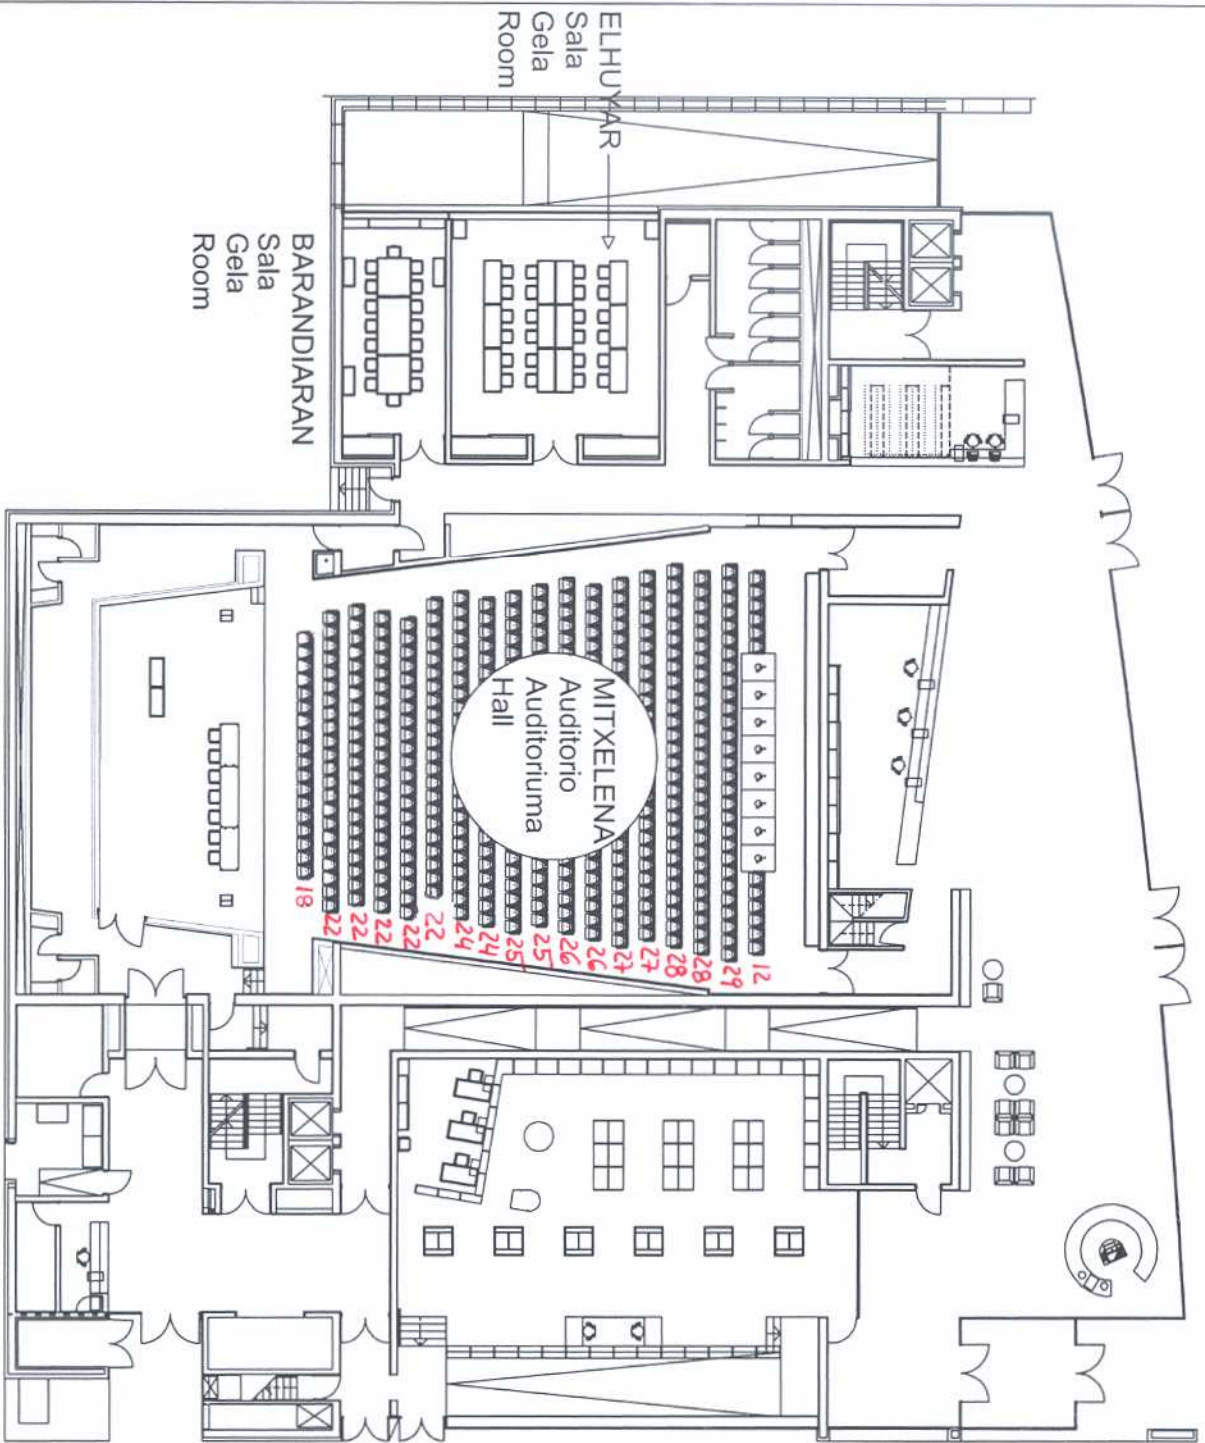 ELHUYAR
Sala
Gela
Room
BARANDIARAN
Sala
Gela
Room
MITXELENA
Auditorio
Auditoriuma
Hall
18
22
22
22
22
22
24
24
25
25
26
26
27
27
28
28
29
12